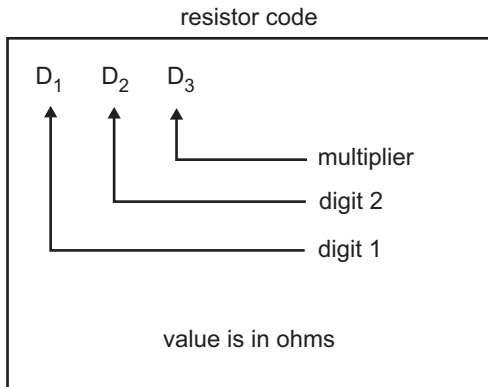 resistor code
D₁ D₂ D₃
multiplier
digit 2
digit 1
value is in ohms